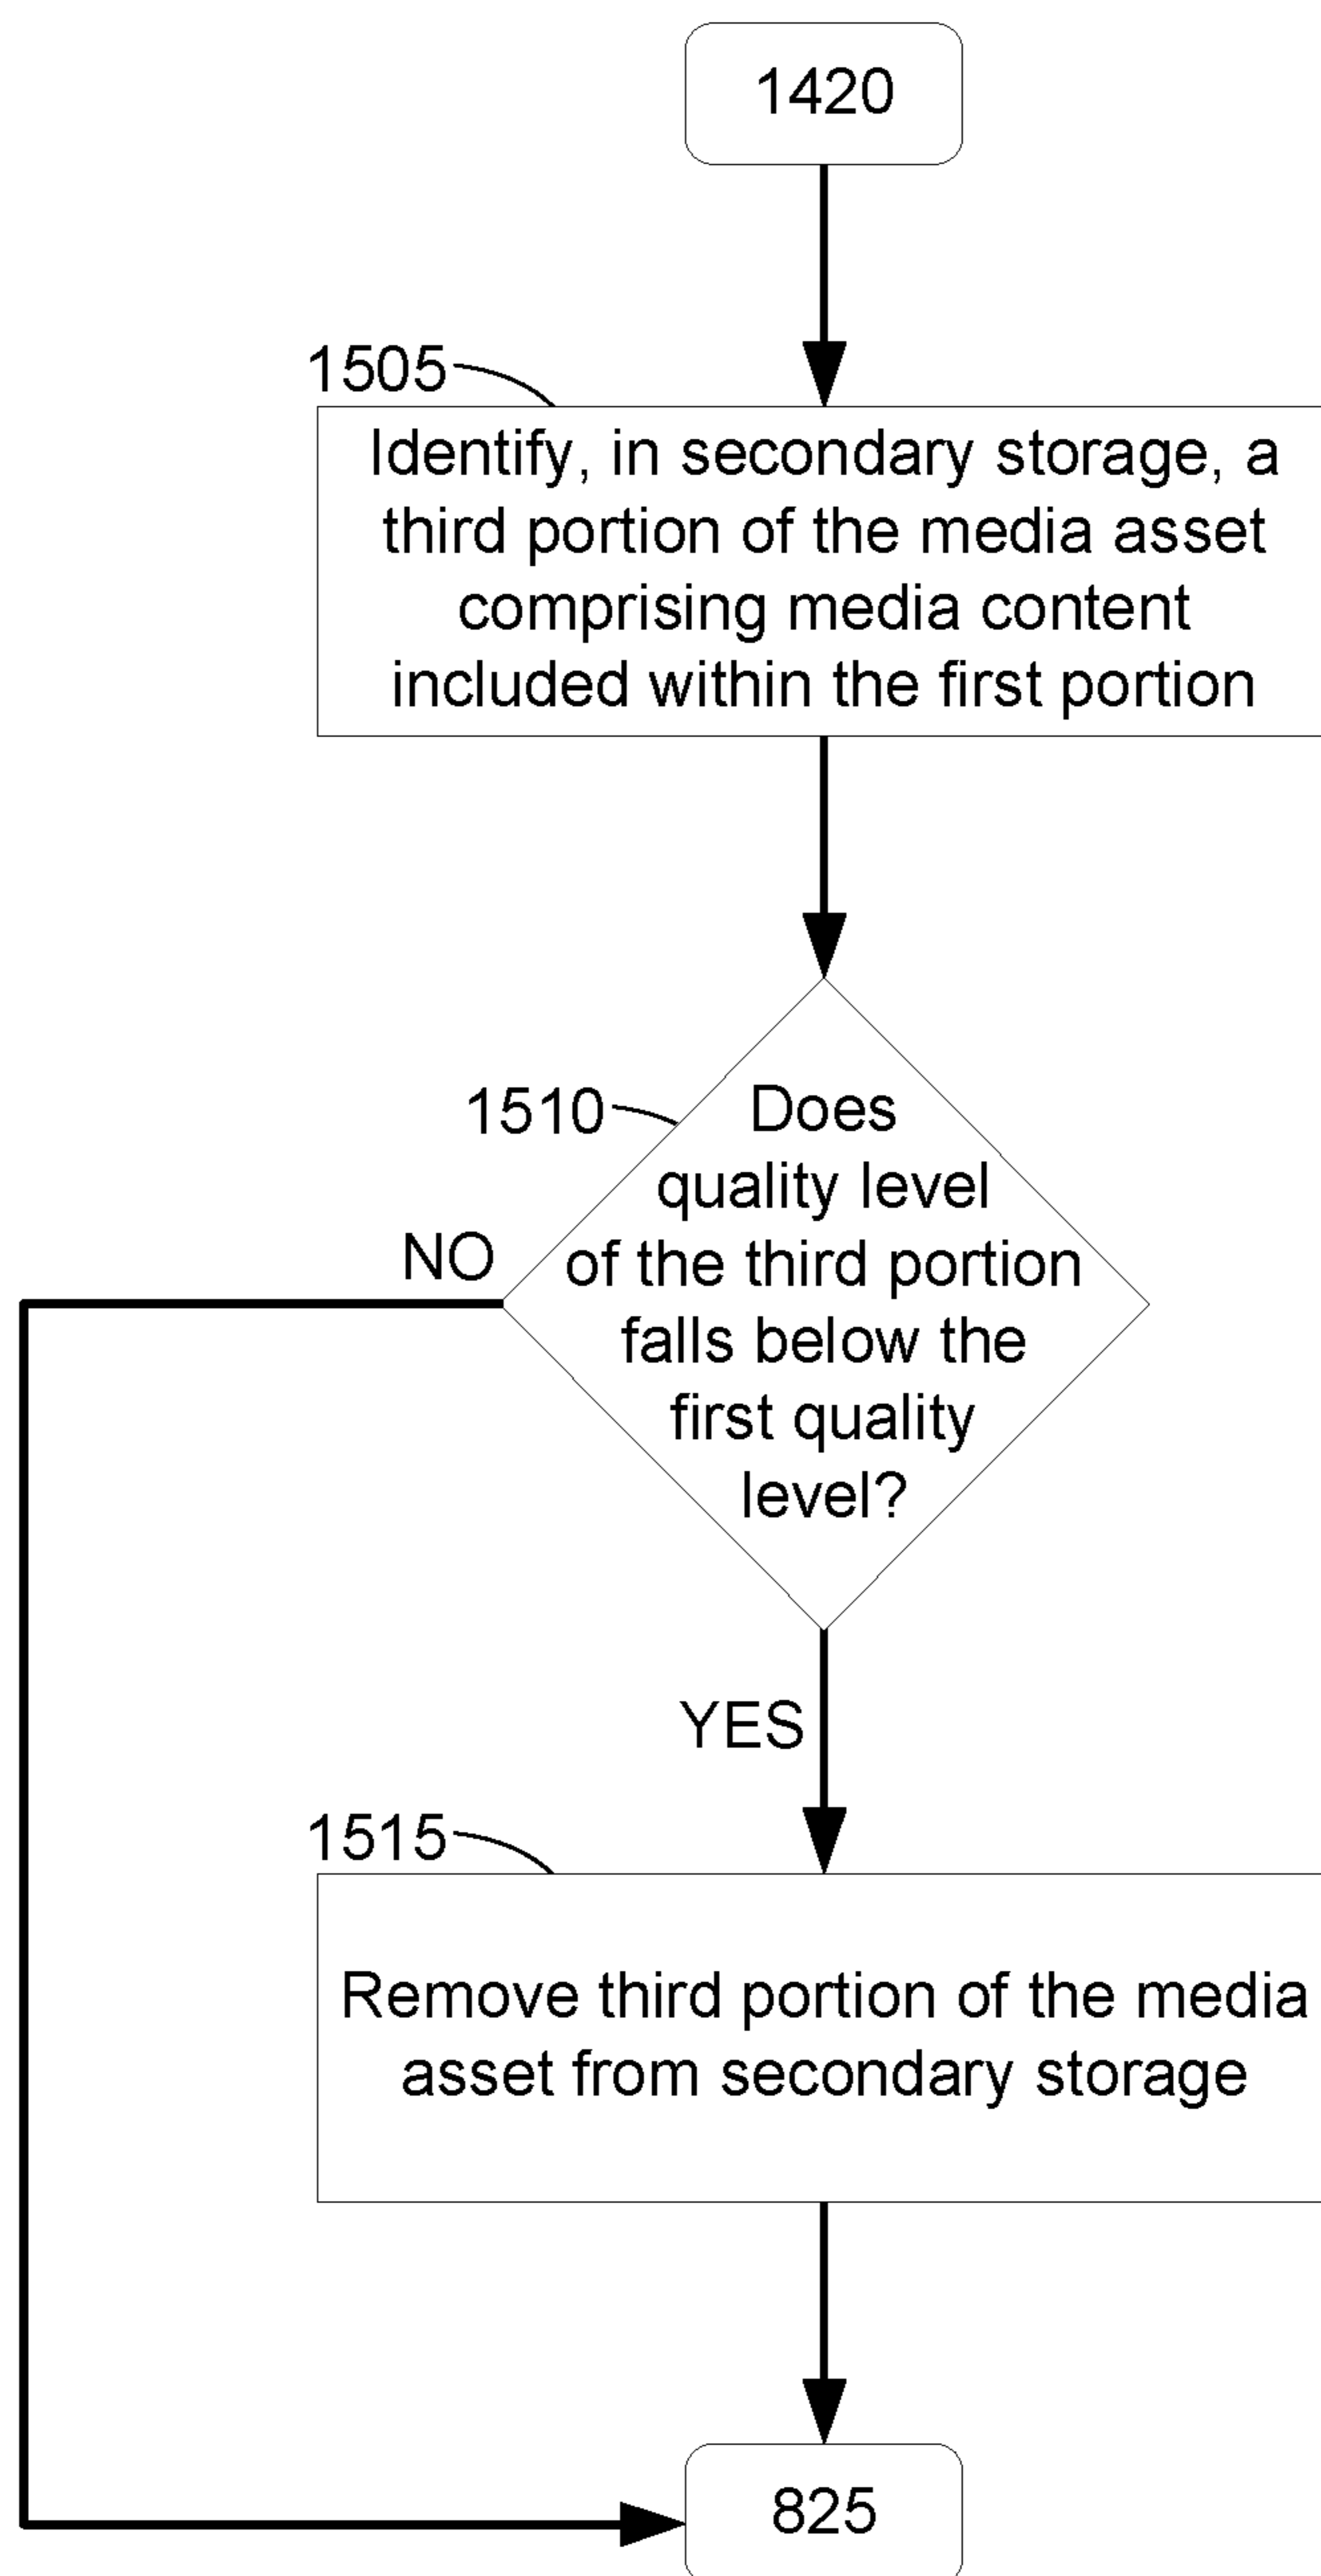 1420
1505
Identify, in secondary storage, a
third portion of the media asset
comprising media content
included within the first portion
1510
Does
quality level
of the third portion
falls below the
first quality
level?
NO
YES
1515
Remove third portion of the media
asset from secondary storage
825